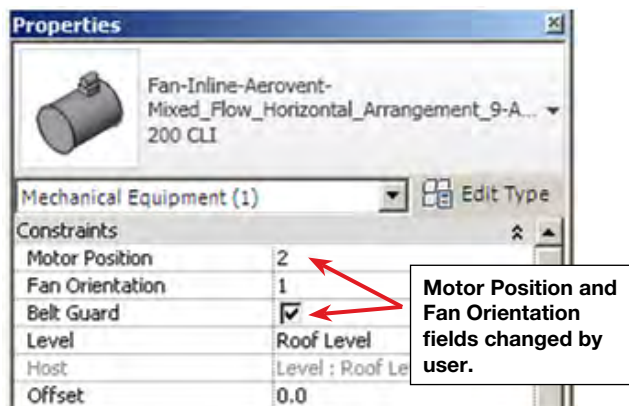 Properties
Fan-Inline-Aerovent-
Mixed_Flow_Horizontal_Arrangement_9-A...
200 CLI
Mechanical Equipment (1)
Edit Type
Constraints
Motor Position 2
Fan Orientation 1
Belt Guard
Level Roof Level
Host Level : Roof Le
Offset 0.0
Motor Position and
Fan Orientation
fields changed by
user.